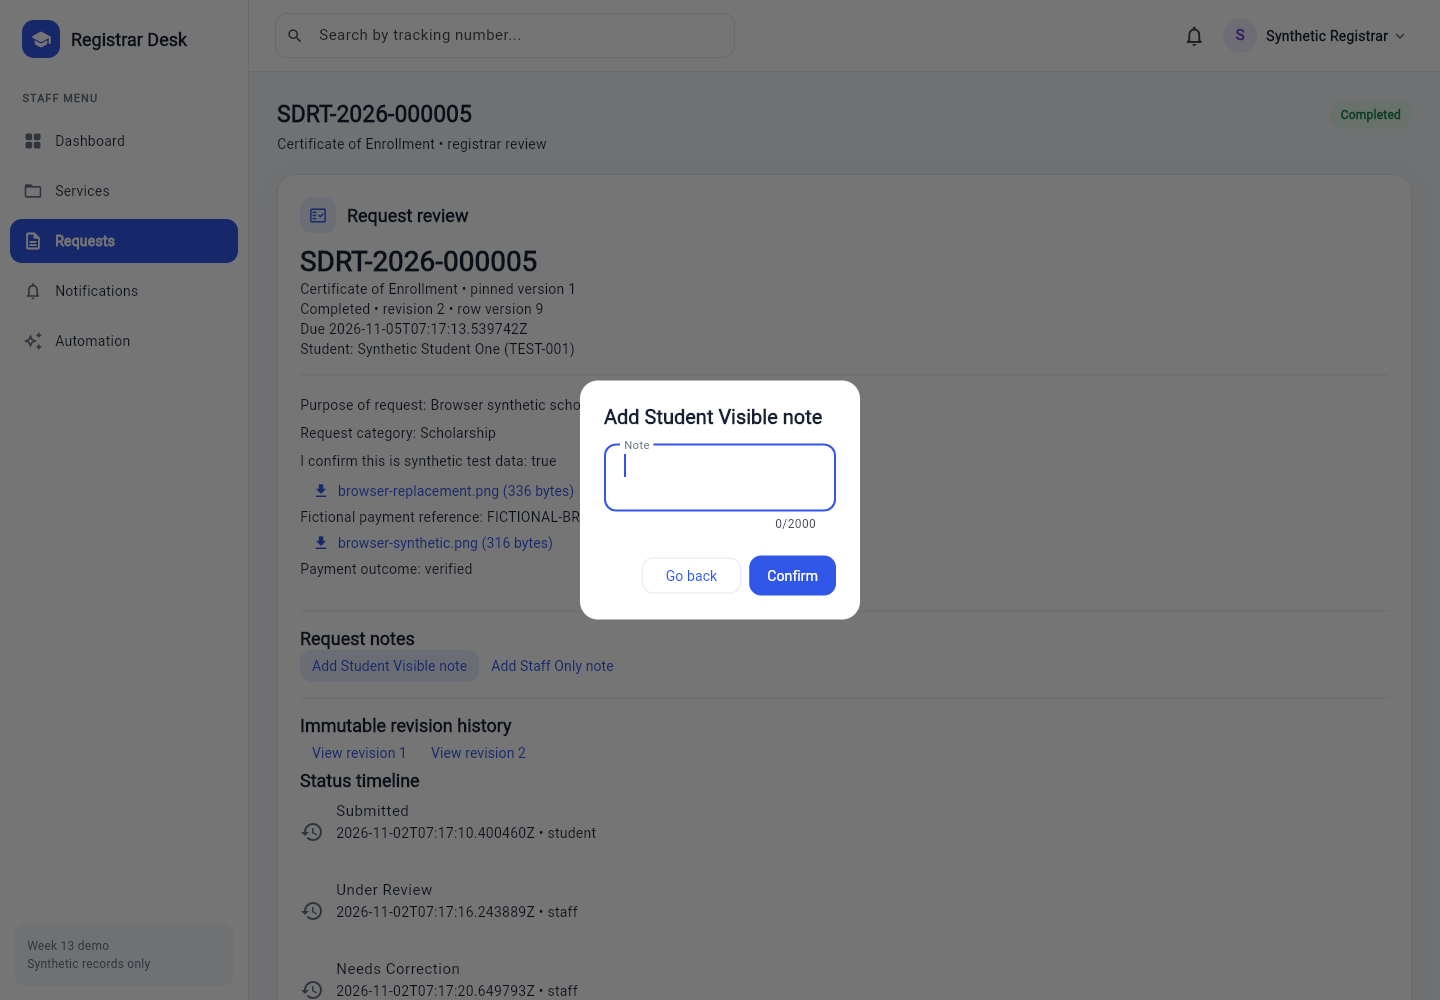 Registrar Desk
Search by tracking number...
S
Synthetic Registrar
STAFF MENU
Dashboard
Services
Requests
Notifications
Automation
Week 13 demo
Synthetic records only
SDRT-2026-000005
Completed
Certificate of Enrollment • registrar review
Request review
SDRT-2026-000005
Certificate of Enrollment • pinned version 1
Completed • revision 2 • row version 9
Due 2026-11-05T07:17:13.539742Z
Student: Synthetic Student One (TEST-001)
Purpose of request: Browser synthetic scho
Request category: Scholarship
I confirm this is synthetic test data: true
browser-replacement.png (336 bytes)
Fictional payment reference: FICTIONAL-BR
browser-synthetic.png (316 bytes)
Payment outcome: verified
Request notes
Add Student Visible note
Add Staff Only note
Immutable revision history
View revision 1
View revision 2
Status timeline
Submitted
2026-11-02T07:17:10.400460Z • student
Under Review
2026-11-02T07:17:16.243889Z • staff
Needs Correction
2026-11-02T07:17:20.649793Z • staff
Add Student Visible note
Note
0/2000
Go back
Confirm